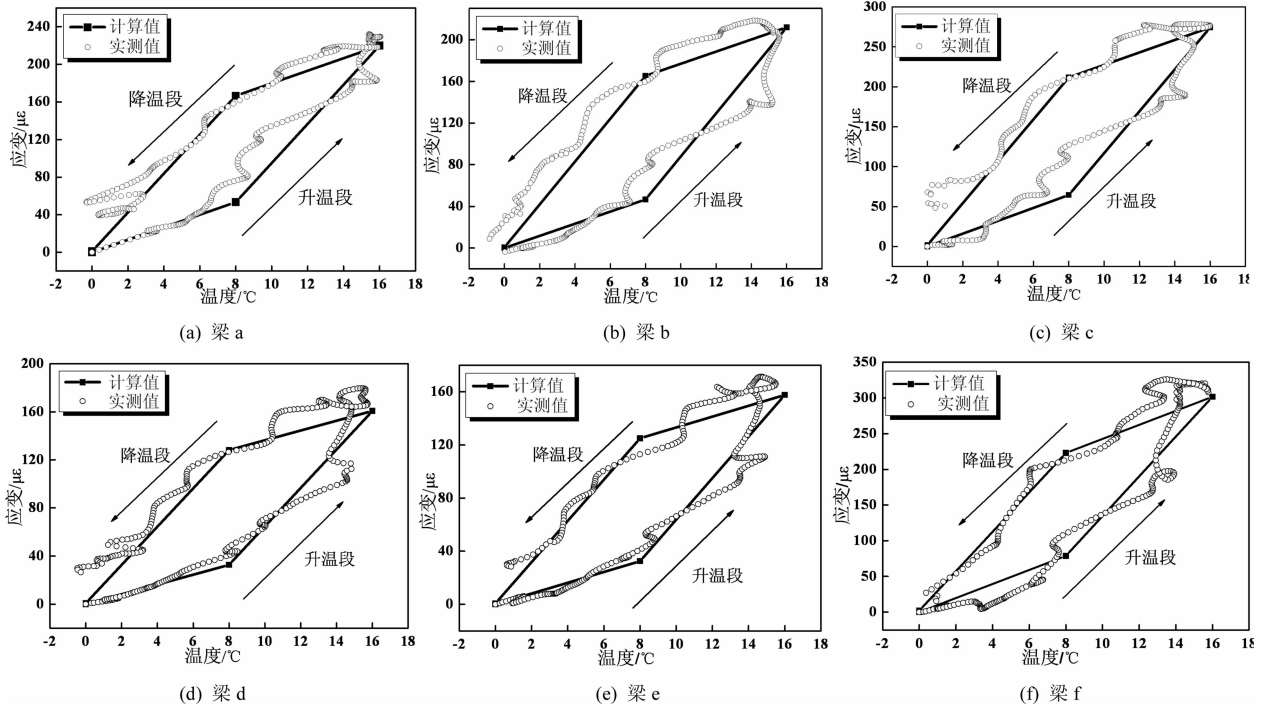 240
200
160
120
80
40
0
应变/με
计算值
实测值
降温段
升温段
-2 0 2 4 6 8 10 12 14 16 18
温度/℃
(a) 梁 a
200
160
120
80
40
0
应变/με
计算值
实测值
降温段
升温段
-2 0 2 4 6 8 10 12 14 16 18
温度/℃
(b) 梁 b
300
250
200
150
100
50
0
应变/με
计算值
实测值
降温段
升温段
-2 0 2 4 6 8 10 12 14 16 18
温度/℃
(c) 梁 c
200
160
120
80
40
0
应变/με
计算值
实测值
降温段
升温段
-2 0 2 4 6 8 10 12 14 16 18
温度/℃
(d) 梁 d
160
120
80
40
0
应变/με
计算值
实测值
降温段
升温段
-2 0 2 4 6 8 10 12 14 16 18
温度/℃
(e) 梁 e
350
300
250
200
150
100
50
0
应变/με
计算值
实测值
降温段
升温段
-2 0 2 4 6 8 10 12 14 16 18
温度/℃
(f) 梁 f